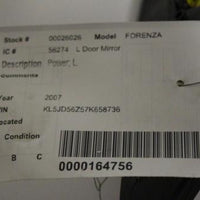 Stock # 00026026 Model FORENZA
IC # 56274 L Door Mirror
Description Power, L
Comments
Year 2007
VIN KL5JD56Z57K658736
Located
Condition
B C 0000164756